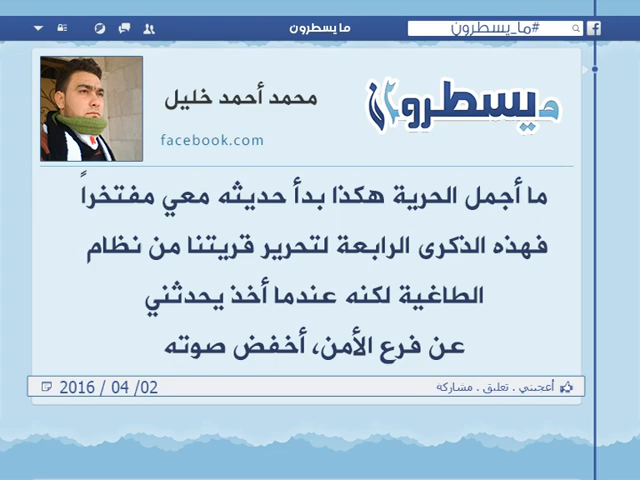 ما يسطرون
#ما_يسطرون
ما يسطرون
محمد أحمد خليل
facebook.com
ما أجمل الحرية هكذا بدأ حديثه معي مفتخراً
فهذه الذكرى الرابعة لتحرير قريتنا من نظام
الطاغية لكنه عندما أخذ يحدثني
عن فرع الأمن، أخفض صوته
أعجبني . تعليق . مشاركة
2016 / 04 /02